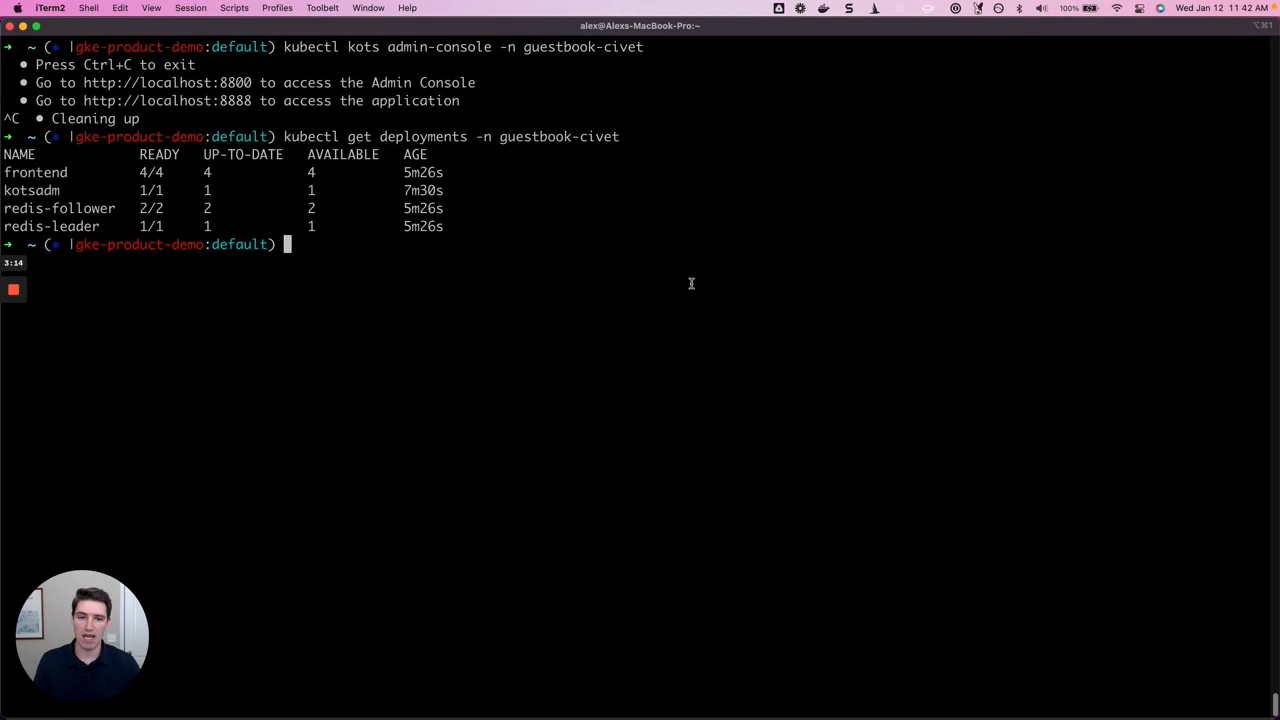 iTerm2 Shell Edit View Session Scripts Profiles Toolbelt Window Help 100% Wed Jan 12 11:42 AM
alex@Alexs-MacBook-Pro:~ ⌥⌘1
➜ ~ (⎈ |gke-product-demo:default) kubectl kots admin-console -n guestbook-civet
• Press Ctrl+C to exit
• Go to http://localhost:8800 to access the Admin Console
• Go to http://localhost:8888 to access the application
^C • Cleaning up
➜ ~ (⎈ |gke-product-demo:default) kubectl get deployments -n guestbook-civet
NAME READY UP-TO-DATE AVAILABLE AGE
frontend 4/4 4 4 5m26s
kotsadm 1/1 1 1 7m30s
redis-follower 2/2 2 2 5m26s
redis-leader 1/1 1 1 5m26s
➜ ~ (⎈ |gke-product-demo:default)
3:14